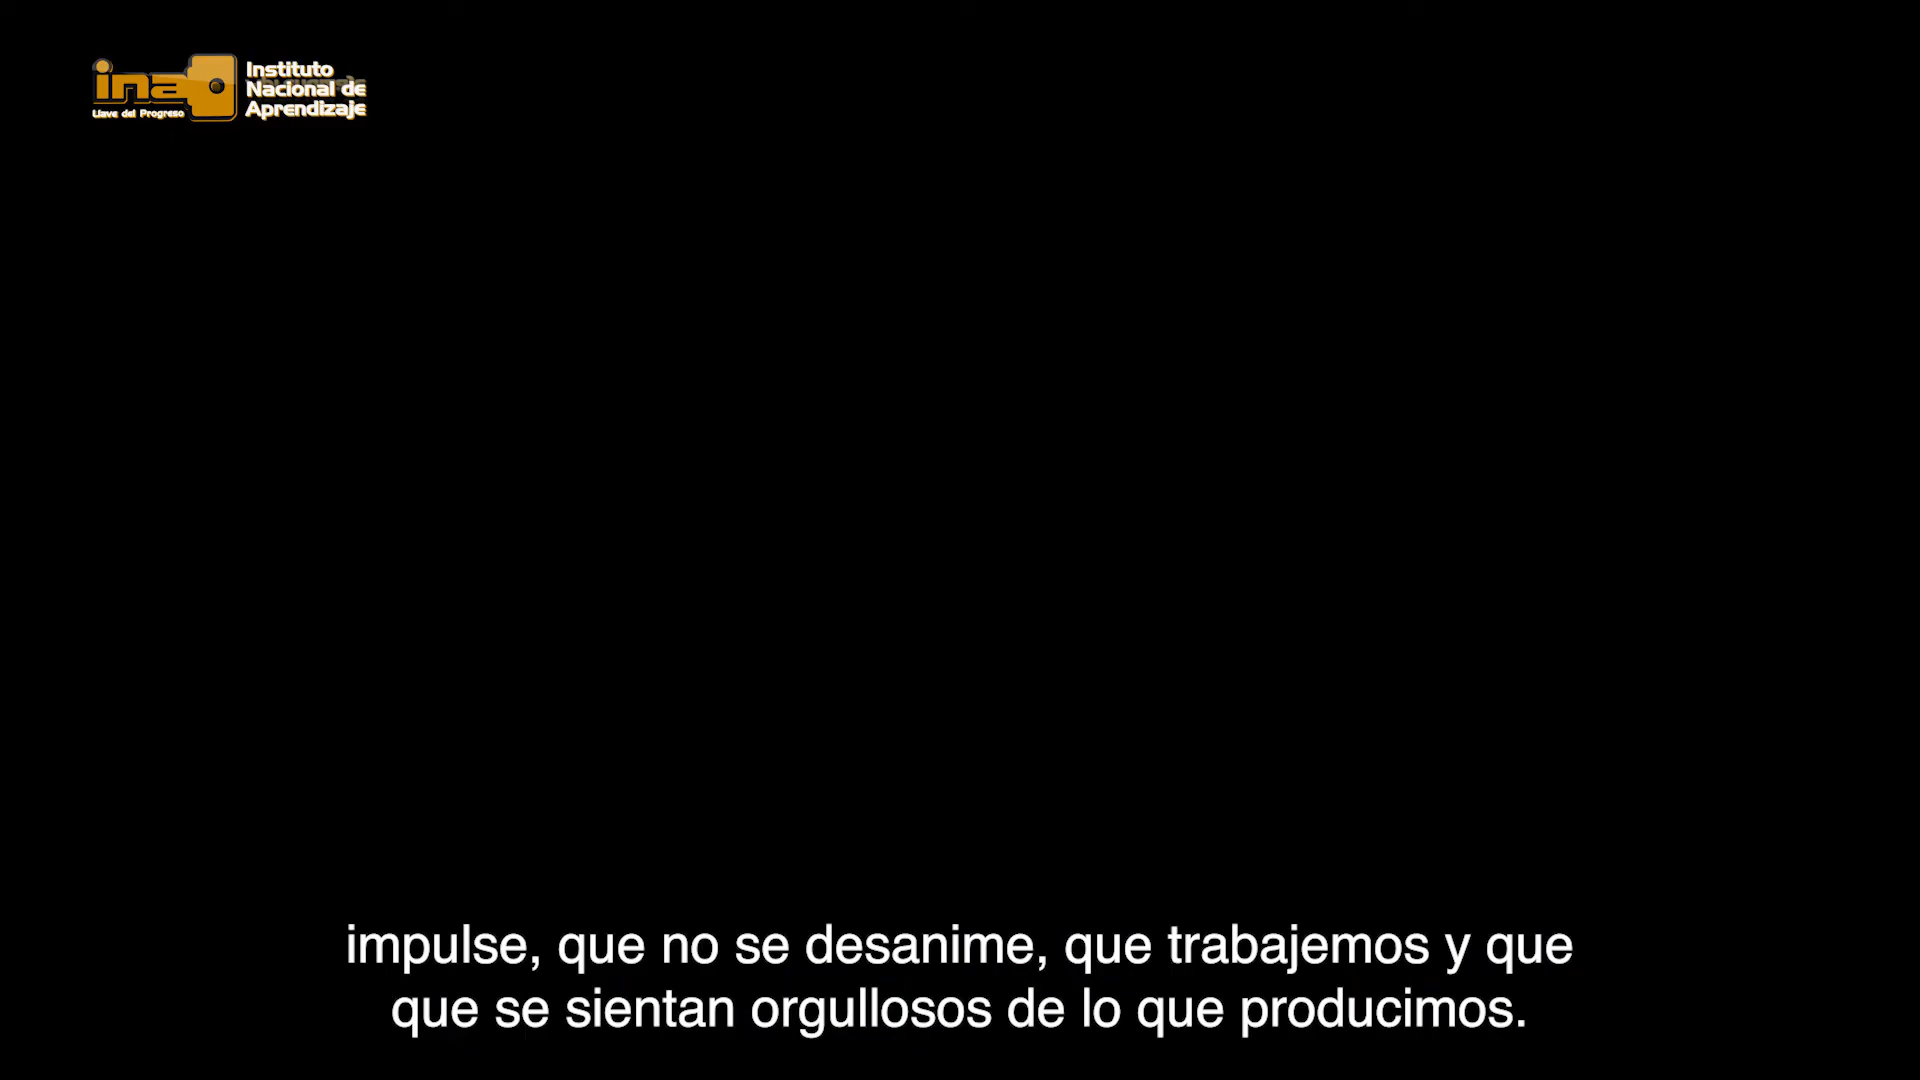 ina
Llave del Progreso
Instituto
Nacional de
Aprendizaje
impulse, que no se desanime, que trabajemos y que
que se sientan orgullosos de lo que producimos.